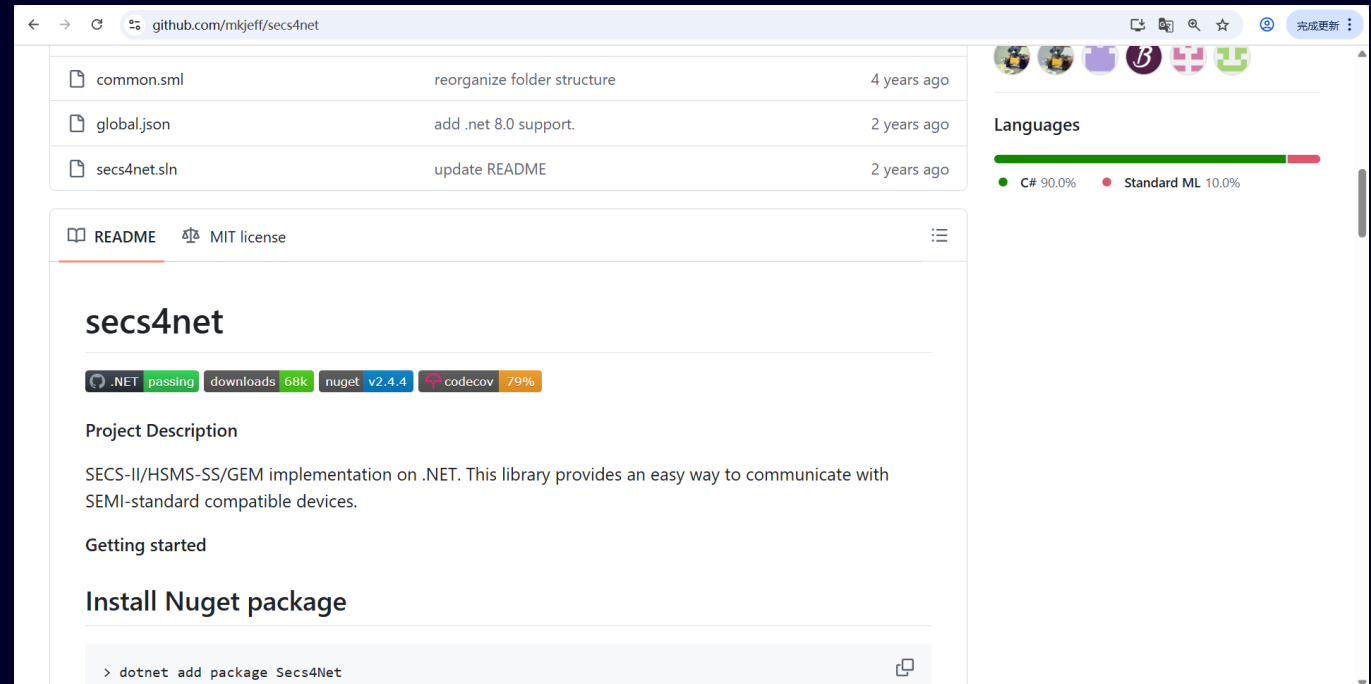 github.com/mkjeff/secs4net
完成更新
common.sml reorganize folder structure 4 years ago
global.json add .net 8.0 support. 2 years ago
secs4net.sln update README 2 years ago
B
Languages
C# 90.0% Standard ML 10.0%
README MIT license
secs4net
.NET passing downloads 68k nuget v2.4.4 codecov 79%
Project Description
SECS-II/HSMS-SS/GEM implementation on .NET. This library provides an easy way to communicate with
SEMI-standard compatible devices.
Getting started
Install Nuget package
> dotnet add package Secs4Net